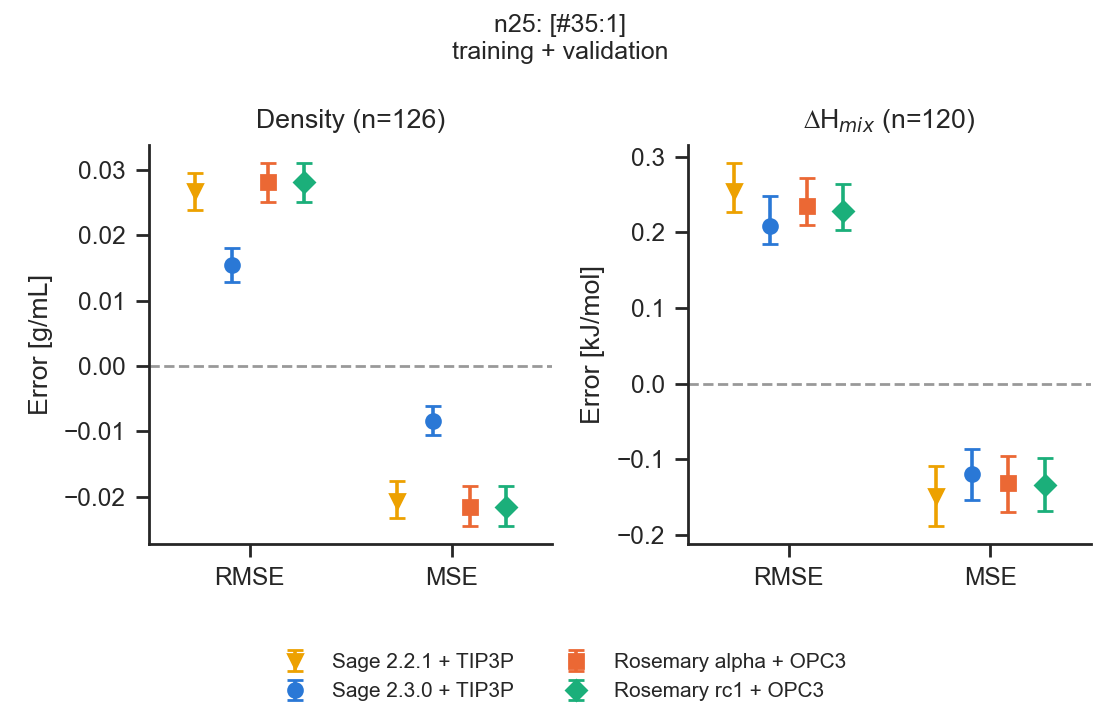 n25: [#35:1]
training + validation
Density (n=126)
ΔHmix (n=120)
Error [g/mL]
0.03
0.02
0.01
0.00
−0.01
−0.02
RMSE
MSE
Error [kJ/mol]
0.3
0.2
0.1
0.0
−0.1
−0.2
RMSE
MSE
Sage 2.2.1 + TIP3P
Sage 2.3.0 + TIP3P
Rosemary alpha + OPC3
Rosemary rc1 + OPC3